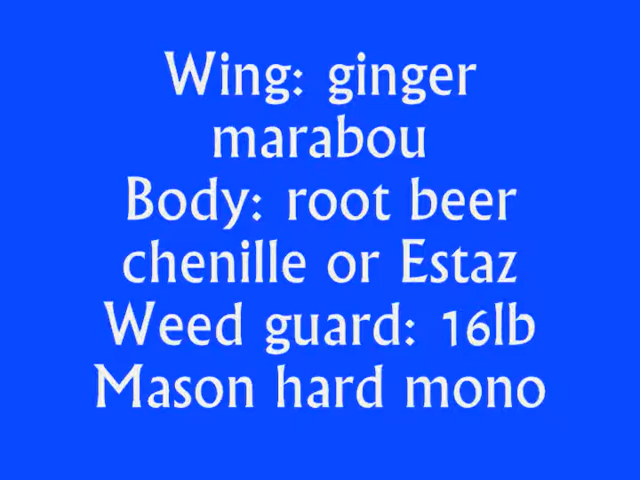 Wing: ginger
marabou
Body: root beer
chenille or Estaz
Weed guard: 16lb
Mason hard mono